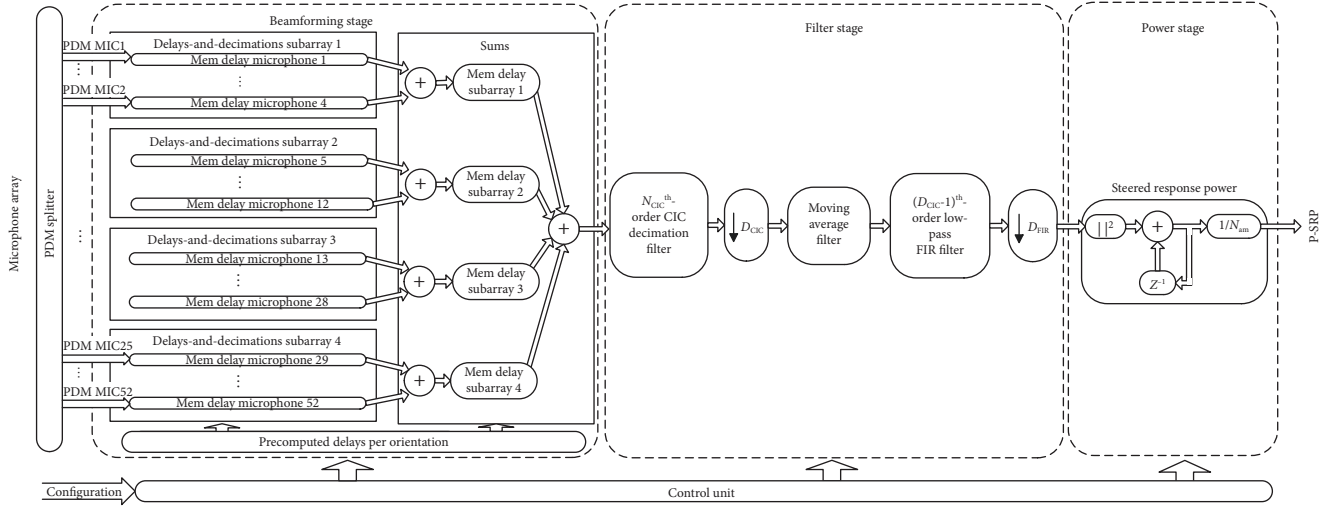 Microphone array
PDM splitter
PDM MIC1
⋮
PDM MIC2
⋮
PDM MIC25
⋮
PDM MIC52
Beamforming stage
Delays-and-decimations subarray 1
Mem delay microphone 1
⋮
Mem delay microphone 4
Delays-and-decimations subarray 2
Mem delay microphone 5
⋮
Mem delay microphone 12
Delays-and-decimations subarray 3
Mem delay microphone 13
⋮
Mem delay microphone 28
Delays-and-decimations subarray 4
Mem delay microphone 29
⋮
Mem delay microphone 52
Sums
+
+
+
+
Mem delay
subarray 1
Mem delay
subarray 2
Mem delay
subarray 3
Mem delay
subarray 4
+
Precomputed delays per orientation
Filter stage
N_CIC^th-
order CIC
decimation
filter
D_CIC
Moving
average
filter
(D_CIC-1)^th-
order low-
pass
FIR filter
D_FIR
Power stage
Steered response power
||²
+
1/N_am
Z⁻¹
P-SRP
Configuration
Control unit